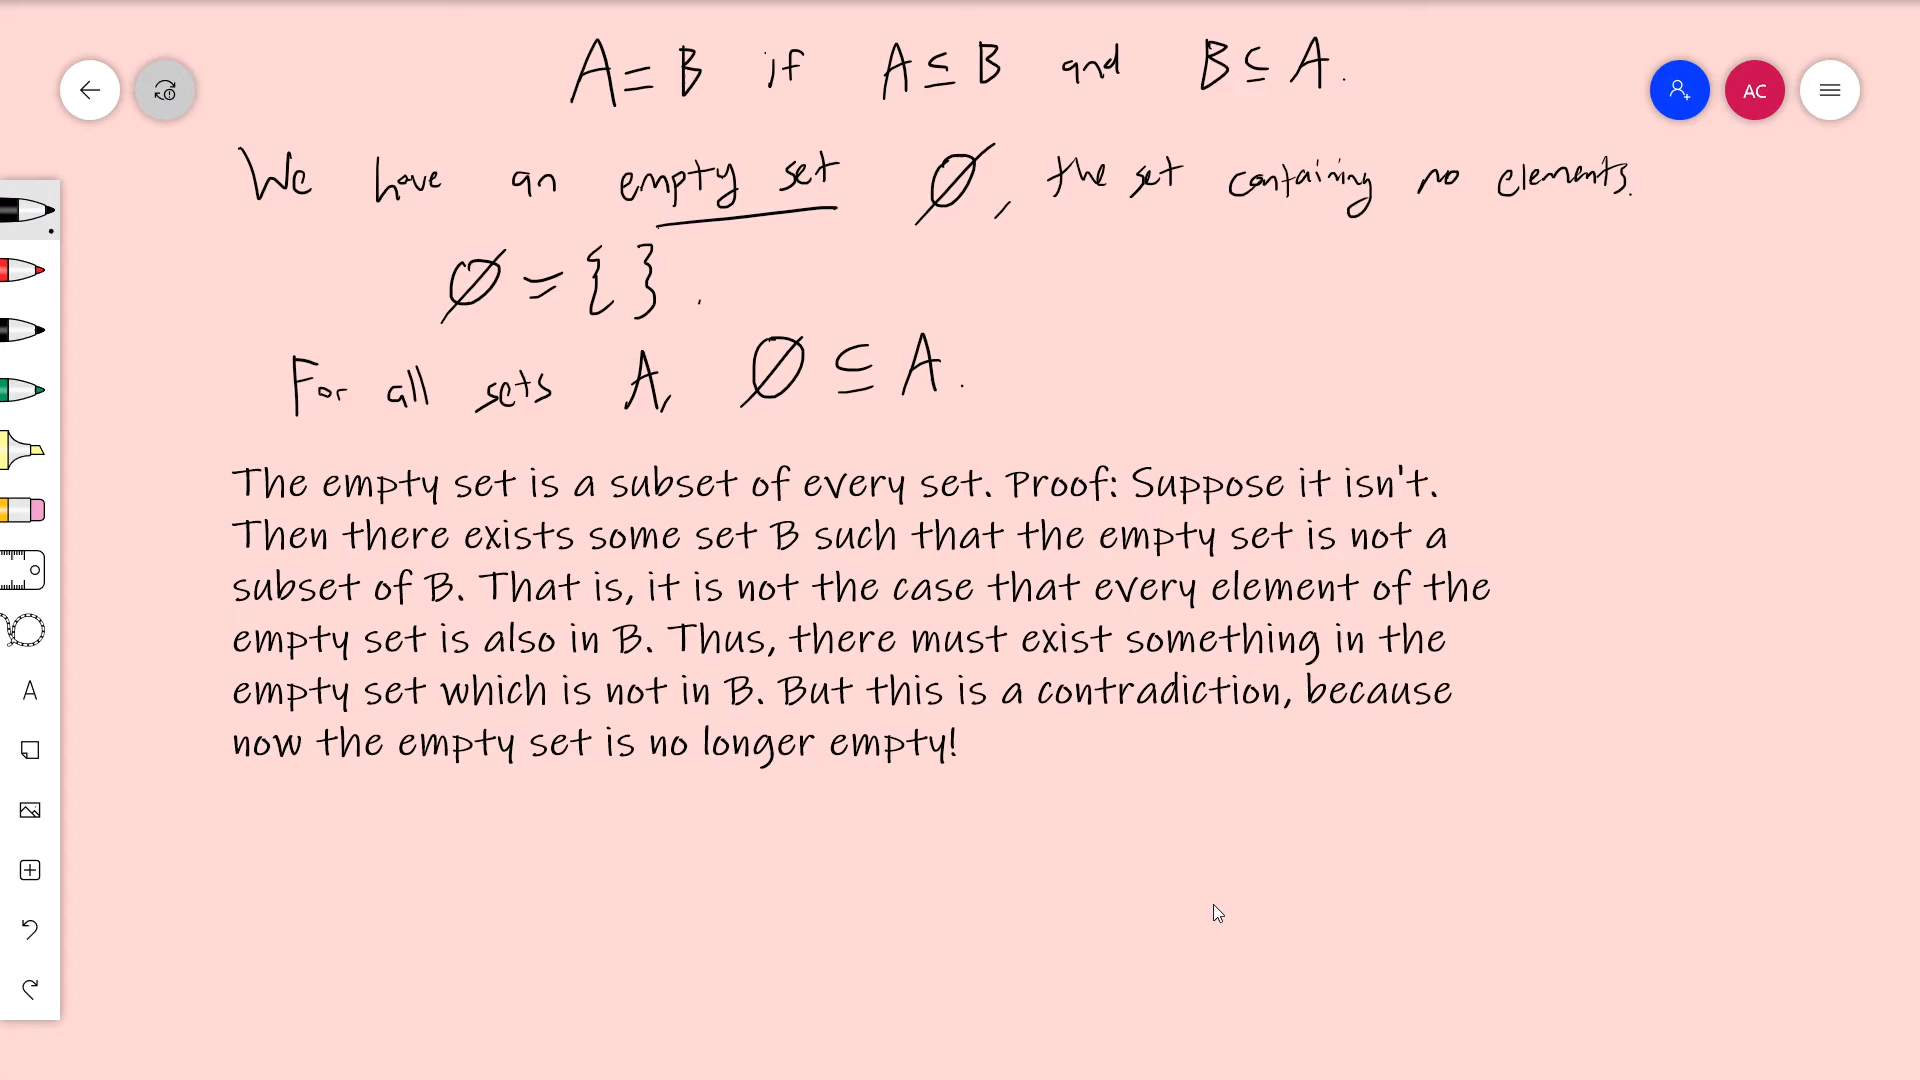 A = B if A ⊆ B and B ⊆ A.
AC
We have an empty set ∅, the set containing no elements.
∅ = { }.
For all sets A, ∅ ⊆ A.
The empty set is a subset of every set. Proof: Suppose it isn't.
Then there exists some set B such that the empty set is not a
subset of B. That is, it is not the case that every element of the
empty set is also in B. Thus, there must exist something in the
empty set which is not in B. But this is a contradiction, because
now the empty set is no longer empty!
A